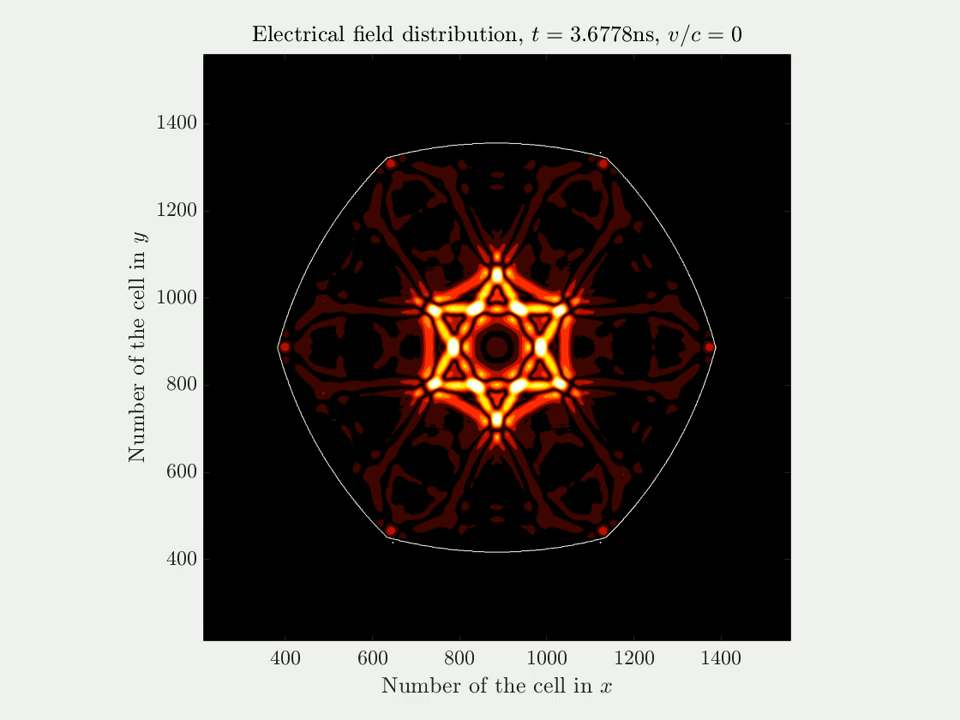 Electrical field distribution, t = 3.6778ns, v/c = 0
1400
1200
1000
800
600
400
Number of the cell in y
400 600 800 1000 1200 1400
Number of the cell in x